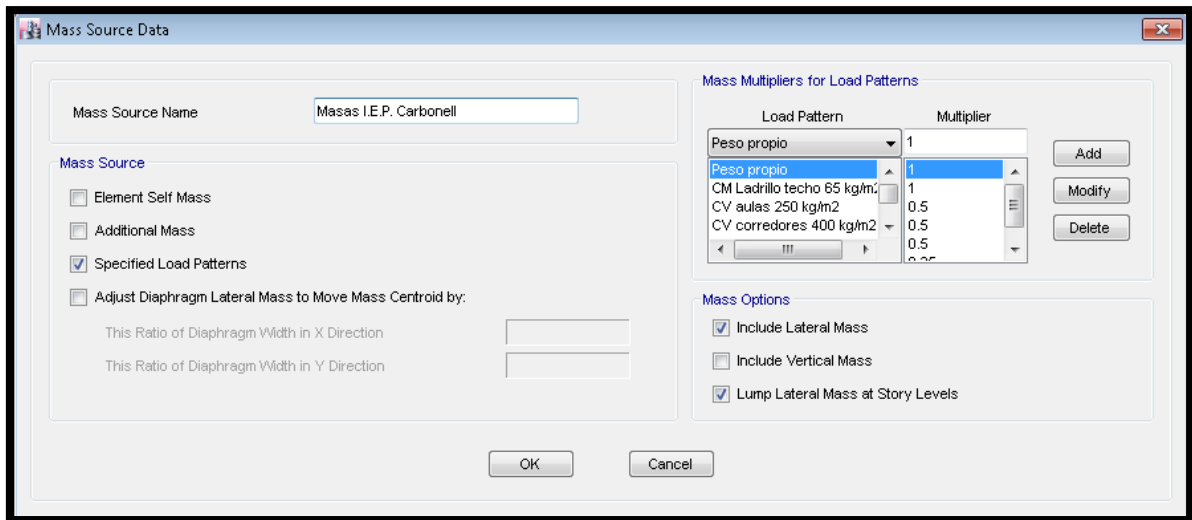 Mass Source Data
Mass Source Name
Masas I.E.P. Carbonell
Mass Source
Element Self Mass
Additional Mass
Specified Load Patterns
Adjust Diaphragm Lateral Mass to Move Mass Centroid by:
This Ratio of Diaphragm Width in X Direction
This Ratio of Diaphragm Width in Y Direction
Mass Multipliers for Load Patterns
Load Pattern Multiplier
Peso propio 1
Peso propio 1
CM Ladrillo techo 65 kg/m2 1
CV aulas 250 kg/m2 0.5
CV corredores 400 kg/m2 0.5
0.5
0.25
Add
Modify
Delete
Mass Options
Include Lateral Mass
Include Vertical Mass
Lump Lateral Mass at Story Levels
OK Cancel